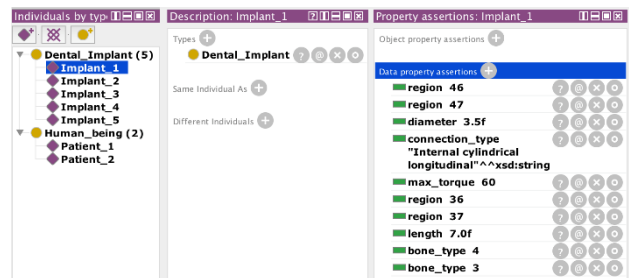 Individuals by type
Dental_Implant (5)
Implant_1
Implant_2
Implant_3
Implant_4
Implant_5
Human_being (2)
Patient_1
Patient_2
Description: Implant_1
Types
Dental_Implant
Same Individual As
Different Individuals
Property assertions: Implant_1
Object property assertions
Data property assertions
region 46
region 47
diameter 3.5f
connection_type
"Internal cylindrical
longitudinal"^^xsd:string
max_torque 60
region 36
region 37
length 7.0f
bone_type 4
bone_type 3